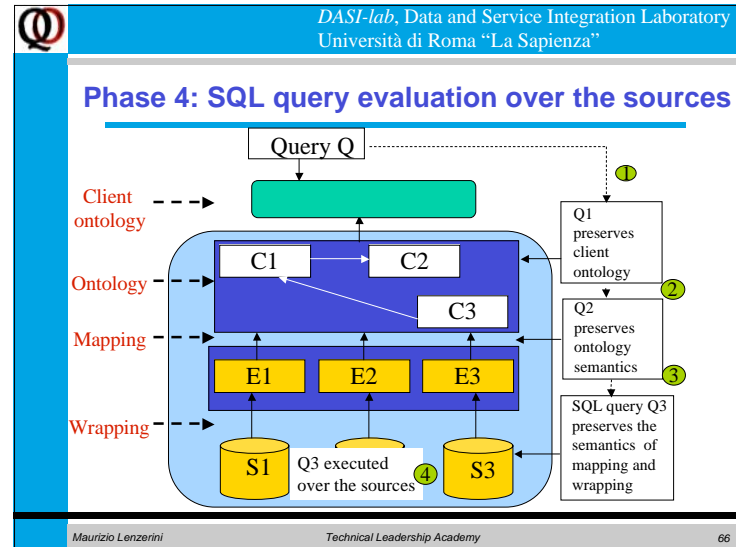 DASI-lab, Data and Service Integration Laboratory
Università di Roma “La Sapienza”
Phase 4: SQL query evaluation over the sources
Query Q
1
Client
ontology
Q1
preserves
client
ontology
C1
C2
Ontology
C3
2
Q2
preserves
ontology
semantics
Mapping
E1
E2
E3
3
SQL query Q3
preserves the
semantics of
mapping and
wrapping
Wrapping
S1
Q3 executed
over the sources
4
S3
Maurizio Lenzerini
Technical Leadership Academy
66